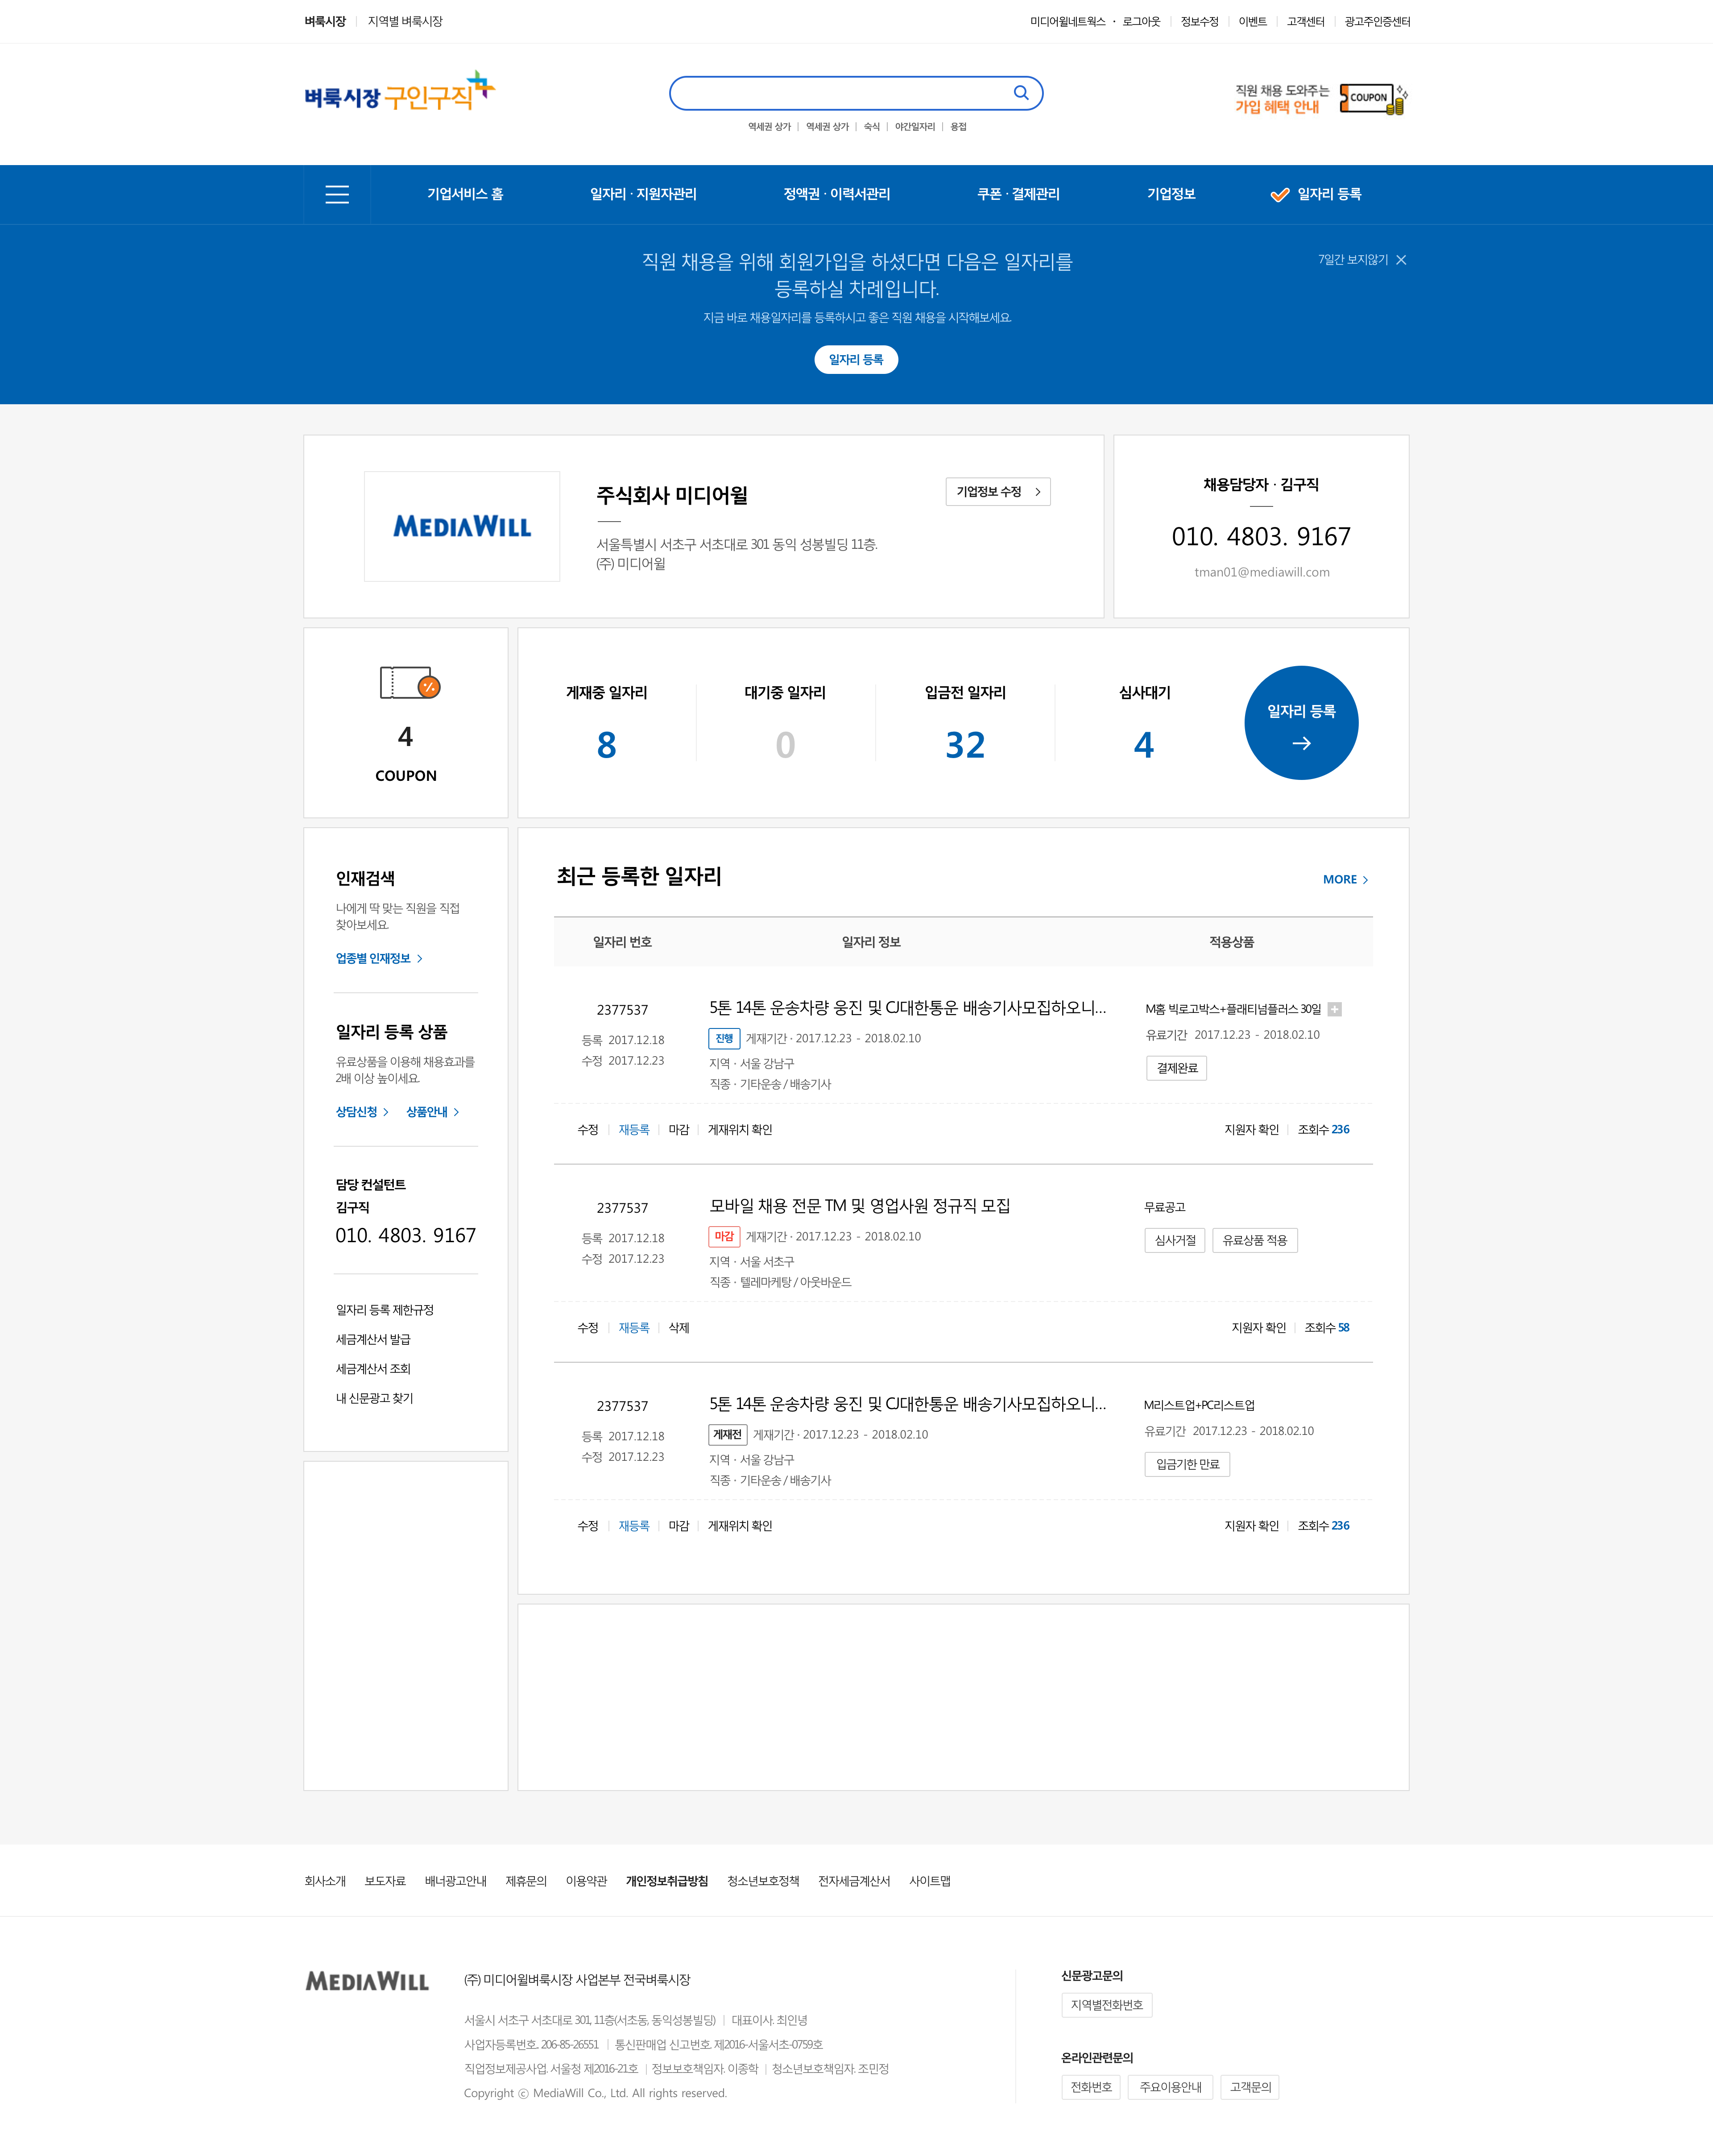 벼룩시장 지역별 벼룩시장
미디어윌네트웍스 · 로그아웃 정보수정 이벤트 고객센터 광고주인증센터
벼룩시장 구인구직
직원 채용 도와주는
가입 혜택 안내
COUPON
역세권 상가 역세권 상가 숙식 야간일자리 용접
기업서비스 홈 일자리 · 지원자관리 정액권 · 이력서관리 쿠폰 · 결제관리 기업정보 일자리 등록
직원 채용을 위해 회원가입을 하셨다면 다음은 일자리를
등록하실 차례입니다.
7일간 보지않기
지금 바로 채용일자리를 등록하시고 좋은 직원 채용을 시작해보세요.
일자리 등록
MEDIAWILL
주식회사 미디어윌
기업정보 수정
서울특별시 서초구 서초대로 301 동익 성봉빌딩 11층.
(주) 미디어윌
채용담당자 · 김구직
010. 4803. 9167
tman01@mediawill.com
4
COUPON
게재중 일자리
8
대기중 일자리
0
입금전 일자리
32
심사대기
4
일자리 등록
인재검색
나에게 딱 맞는 직원을 직접
찾아보세요.
업종별 인재정보
일자리 등록 상품
유료상품을 이용해 채용효과를
2배 이상 높이세요.
상담신청 상품안내
담당 컨설턴트
김구직
010. 4803. 9167
일자리 등록 제한규정
세금계산서 발급
세금계산서 조회
내 신문광고 찾기
최근 등록한 일자리
MORE
일자리 번호 일자리 정보 적용상품
2377537
등록 2017.12.18
수정 2017.12.23
5톤 14톤 운송차량 웅진 및 CJ대한통운 배송기사모집하오니...
진행 게재기간 · 2017.12.23 - 2018.02.10
지역 · 서울 강남구
직종 · 기타운송 / 배송기사
M홈 빅로고박스+플래티넘플러스 30일
유료기간 2017.12.23 - 2018.02.10
결제완료
수정 재등록 마감 게재위치 확인
지원자 확인 조회수 236
2377537
등록 2017.12.18
수정 2017.12.23
모바일 채용 전문 TM 및 영업사원 정규직 모집
마감 게재기간 · 2017.12.23 - 2018.02.10
지역 · 서울 서초구
직종 · 텔레마케탕 / 아웃바운드
무료공고
심사거절 유료상품 적용
수정 재등록 삭제
지원자 확인 조회수 58
2377537
등록 2017.12.18
수정 2017.12.23
5톤 14톤 운송차량 웅진 및 CJ대한통운 배송기사모집하오니...
게재전 게재기간 · 2017.12.23 - 2018.02.10
지역 · 서울 강남구
직종 · 기타운송 / 배송기사
M리스트업+PC리스트업
유료기간 2017.12.23 - 2018.02.10
입금기한 만료
수정 재등록 마감 게재위치 확인
지원자 확인 조회수 236
회사소개 보도자료 배너광고안내 제휴문의 이용약관 개인정보취급방침 청소년보호정책 전자세금계산서 사이트맵
MEDIAWILL
(주) 미디어윌벼룩시장 사업본부 전국벼룩시장
서울시 서초구 서초대로 301, 11층(서초동, 동익성봉빌딩) 대표이사. 최인녕
사업자등록번호. 206-85-26551 통신판매업 신고번호. 제2016-서울서초-0759호
직업정보제공사업. 서울청 제2016-21호 정보보호책임자. 이종학 청소년보호책임자. 조민정
Copyright ⓒ MediaWill Co., Ltd. All rights reserved.
신문광고문의
지역별전화번호
온라인관련문의
전화번호 주요이용안내 고객문의